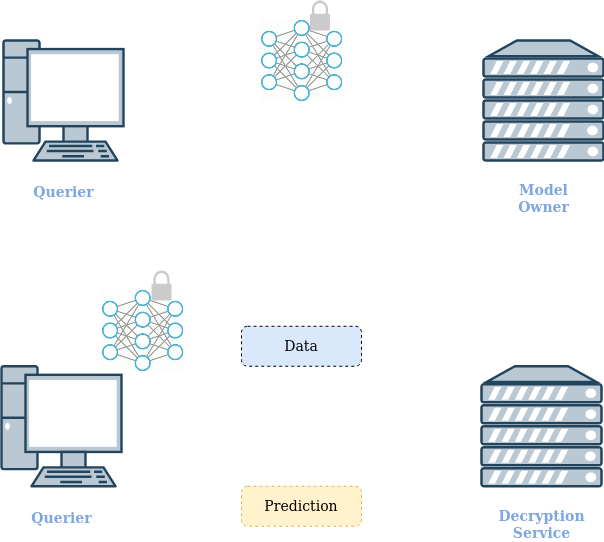 Querier
Model
Owner
Data
Prediction
Querier
Decryption
Service